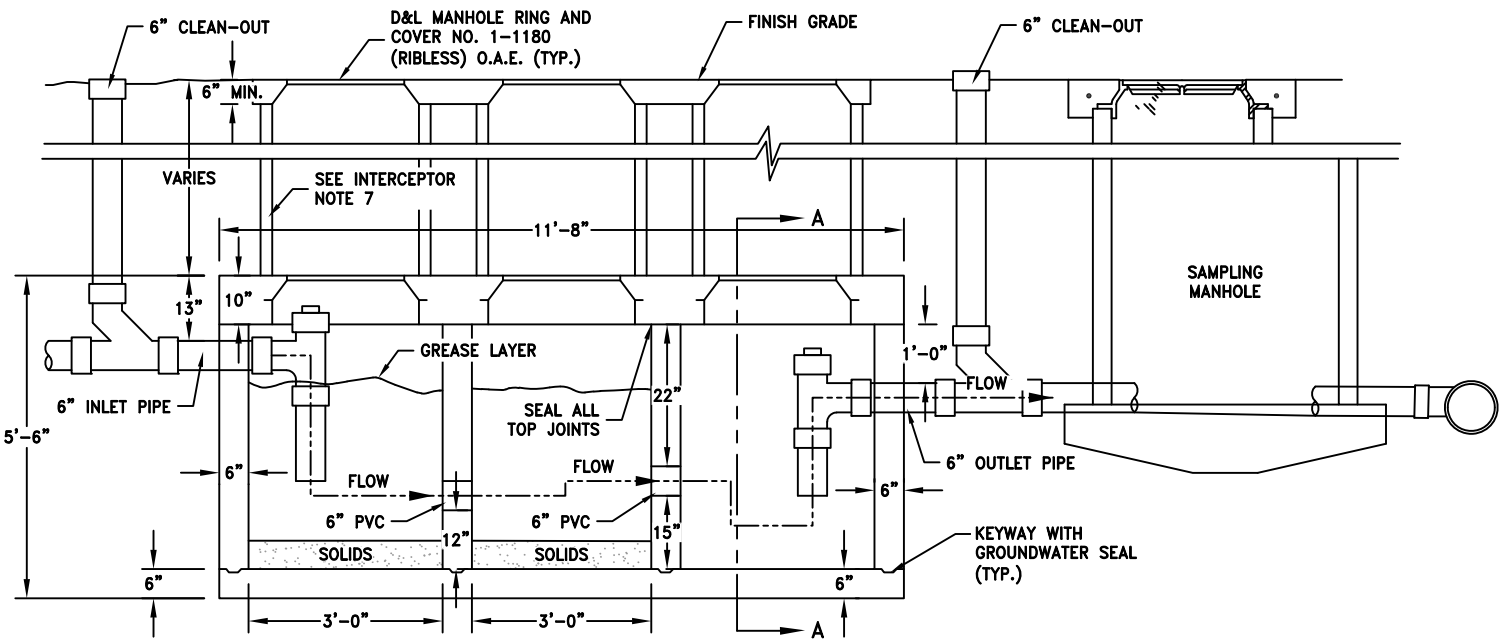 6” CLEAN-OUT
D&L MANHOLE RING AND
COVER NO. 1-1180
(RIBLESS) O.A.E. (TYP.)
FINISH GRADE
6” CLEAN-OUT
6” MIN.
VARIES
SEE INTERCEPTOR
NOTE 7
A
11’-8”
SAMPLING
MANHOLE
13”
10”
1’-0”
GREASE LAYER
FLOW
22”
6” INLET PIPE
SEAL ALL
TOP JOINTS
5’-6”
6”
FLOW
FLOW
6” OUTLET PIPE
6”
6” PVC
6” PVC
12”
15”
KEYWAY WITH
GROUNDWATER SEAL
(TYP.)
SOLIDS
SOLIDS
6”
6”
3’-0”
3’-0”
A